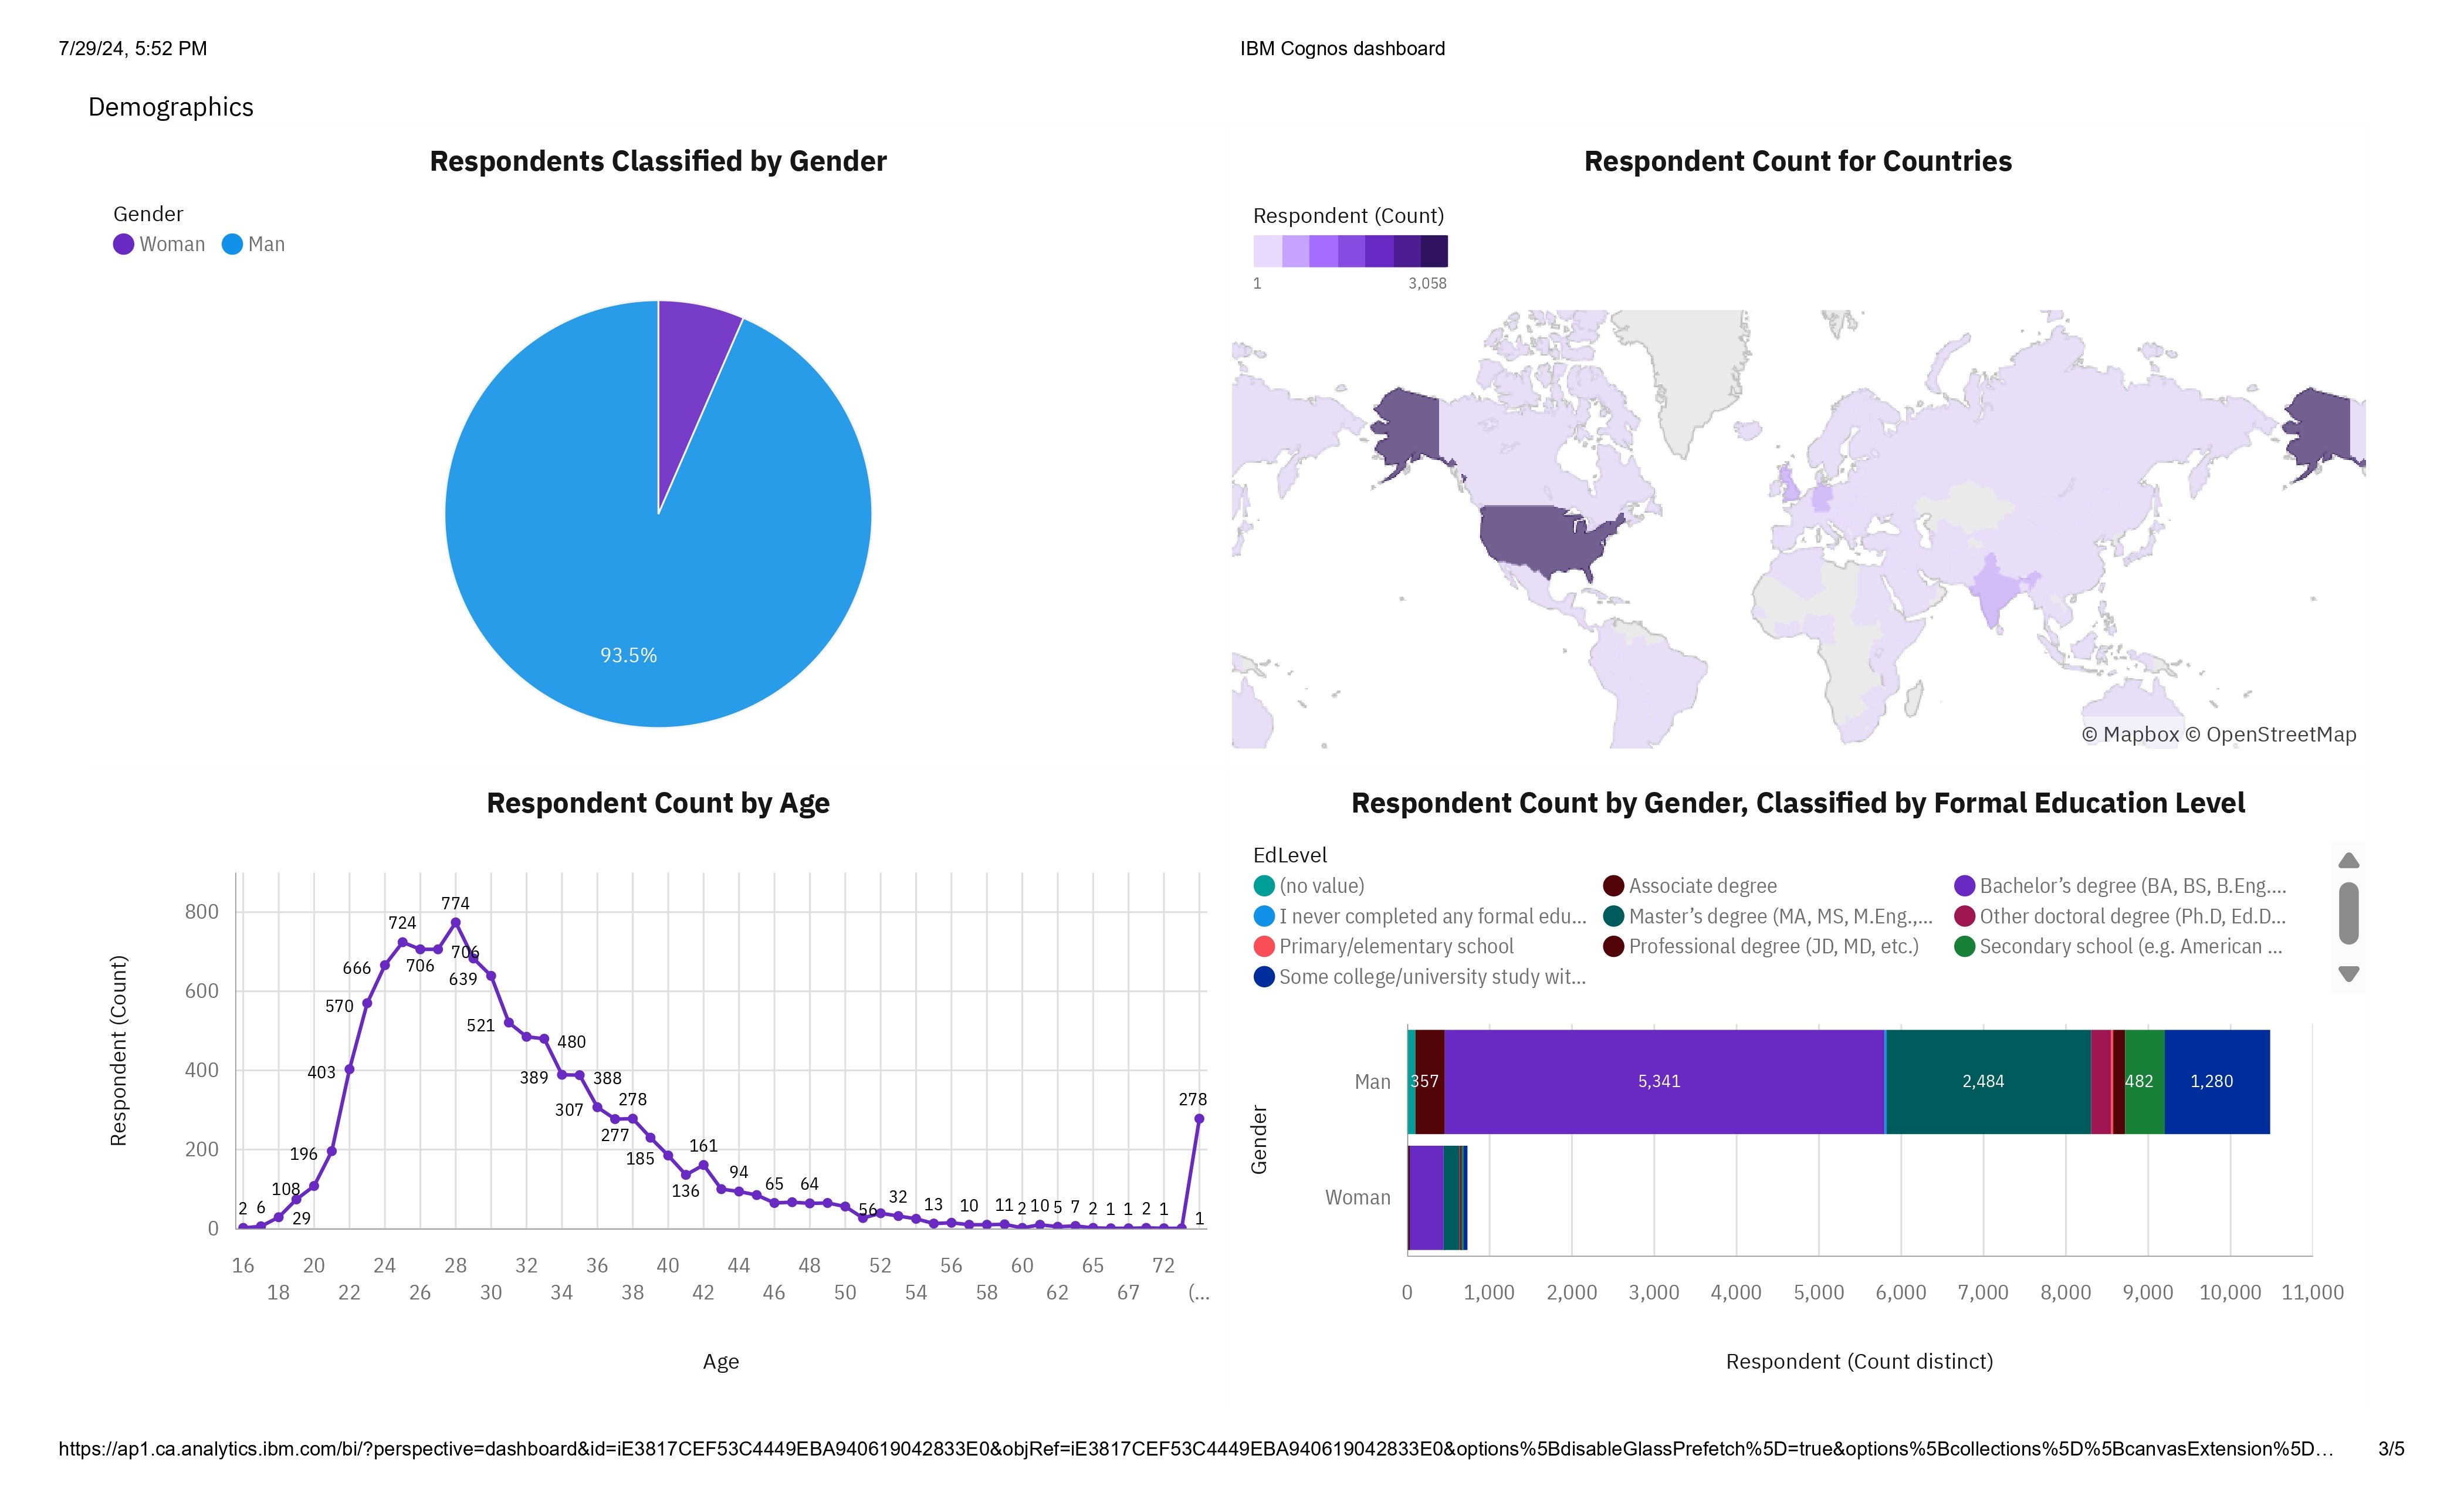 7/29/24, 5:52 PM
IBM Cognos dashboard
Demographics
Respondents Classified by Gender
Gender
Woman Man
93.5%
Respondent Count for Countries
Respondent (Count)
1 3,058
© Mapbox © OpenStreetMap
Respondent Count by Age
Respondent (Count)
800
600
400
200
0
2 6 29 108 196 403 570 666 724 706 774 706 639 521 480 389 388 307 277 278 185 136 161 94 65 64 56 32 13 10 11 2 10 5 7 2 1 1 2 1 1 278
16 20 24 28 32 36 40 44 48 52 56 60 65 72
18 22 26 30 34 38 42 46 50 54 58 62 67 (...
Age
Respondent Count by Gender, Classified by Formal Education Level
EdLevel
(no value) Associate degree Bachelor’s degree (BA, BS, B.Eng....
I never completed any formal edu... Master’s degree (MA, MS, M.Eng.,... Other doctoral degree (Ph.D, Ed.D...
Primary/elementary school Professional degree (JD, MD, etc.) Secondary school (e.g. American ...
Some college/university study wit...
Gender
Man 357 5,341 2,484 482 1,280
Woman
0 1,000 2,000 3,000 4,000 5,000 6,000 7,000 8,000 9,000 10,000 11,000
Respondent (Count distinct)
https://ap1.ca.analytics.ibm.com/bi/?perspective=dashboard&id=iE3817CEF53C4449EBA940619042833E0&objRef=iE3817CEF53C4449EBA940619042833E0&options%5BdisableGlassPrefetch%5D=true&options%5Bcollections%5D%5BcanvasExtension%5D… 3/5